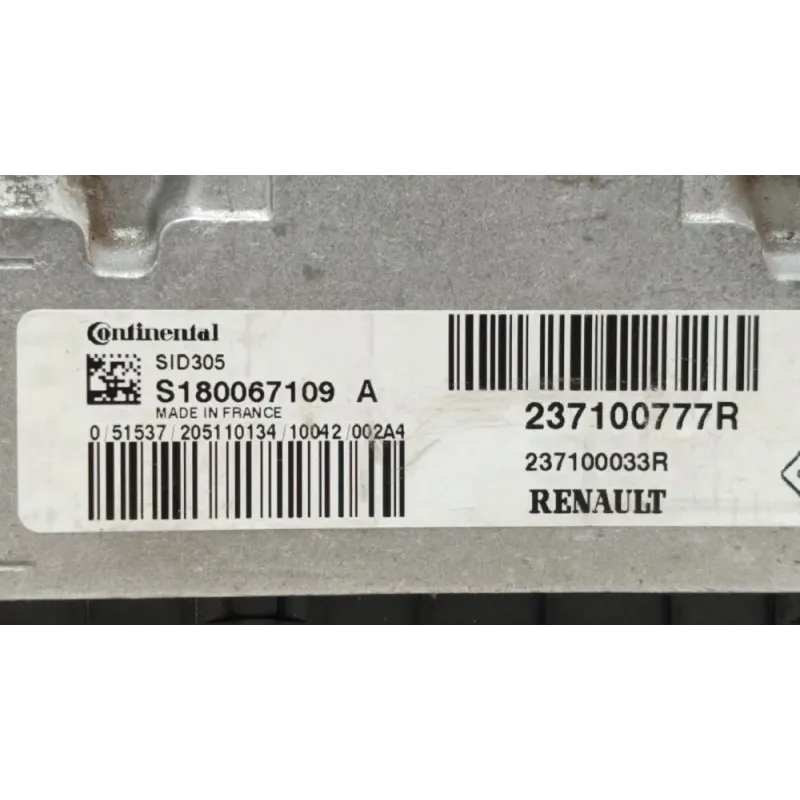 Continental
SID305
S180067109 A
MADE IN FRANCE
0/51537/205110134/10042/002A4
237100777R
237100033R
RENAULT